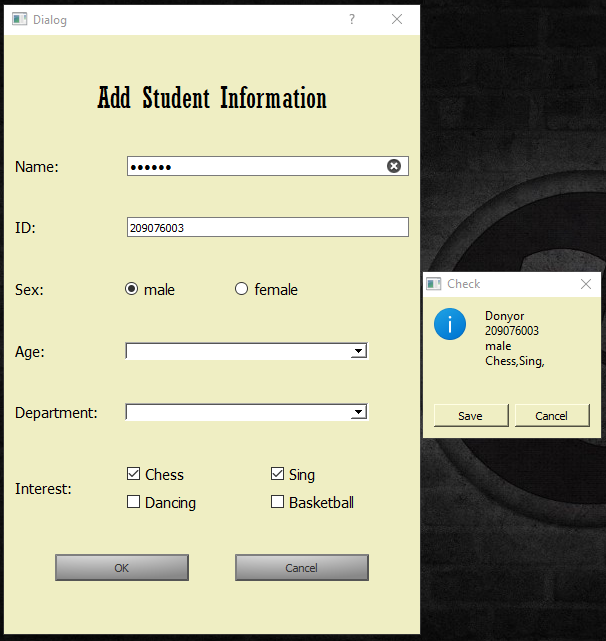 Dialog
Add Student Information
Name: ••••••
ID: 209076003
Sex: male female
Age:
Department:
Interest: Chess Sing
Dancing Basketball
OK Cancel
Check
Donyor
209076003
male
Chess,Sing,
Save Cancel